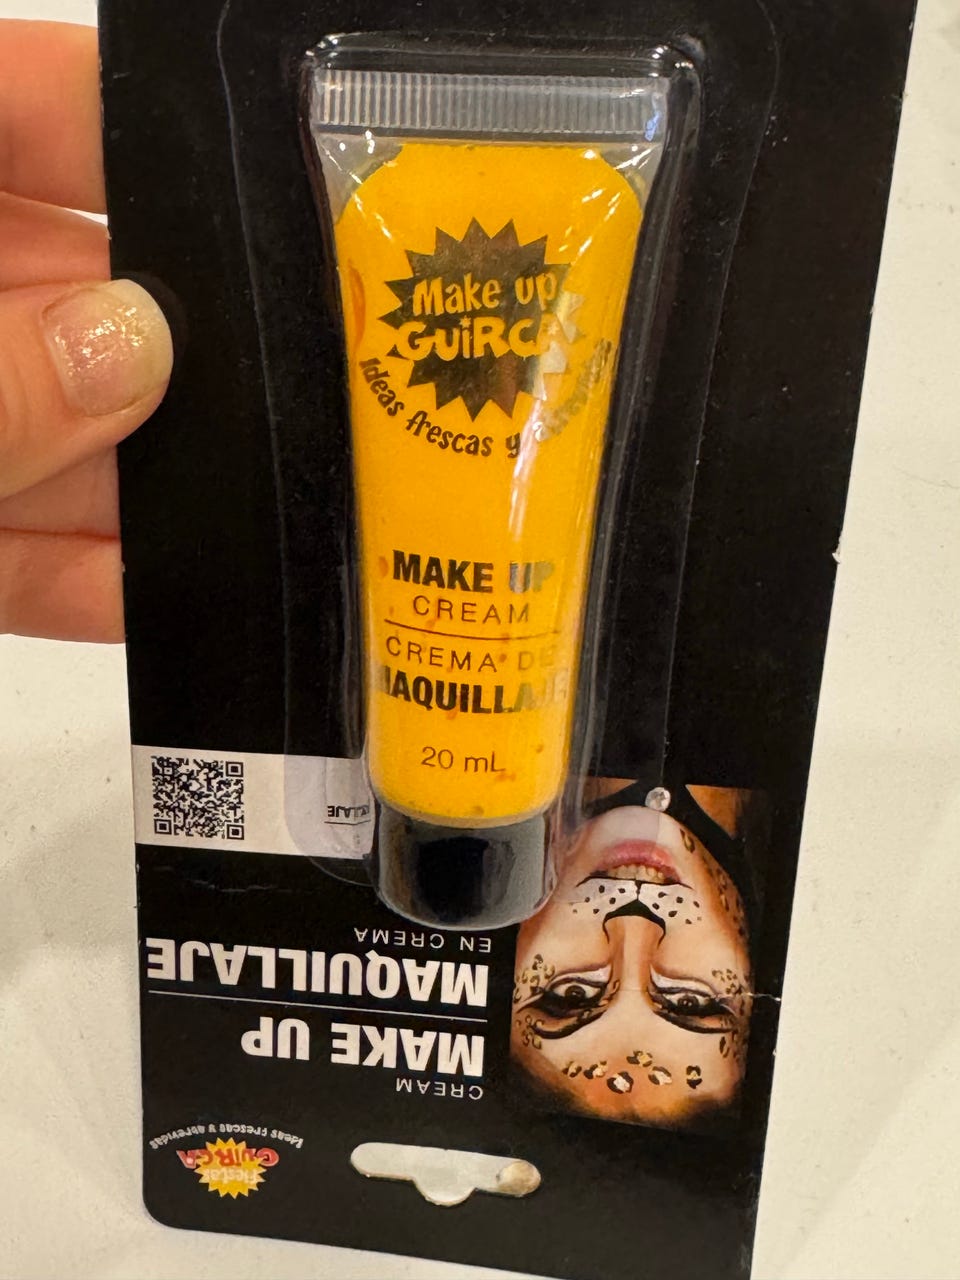 Make up
GUiRCA
Ideas frescas y
MAKE UP
CREAM
CREMA DE
MAQUILLAJE
20 mL
CREAM
MAKE UP
MAQUILLAJE
EN CREMA
Fiestas
GUiRCA
Ideas frescas y atrevidas